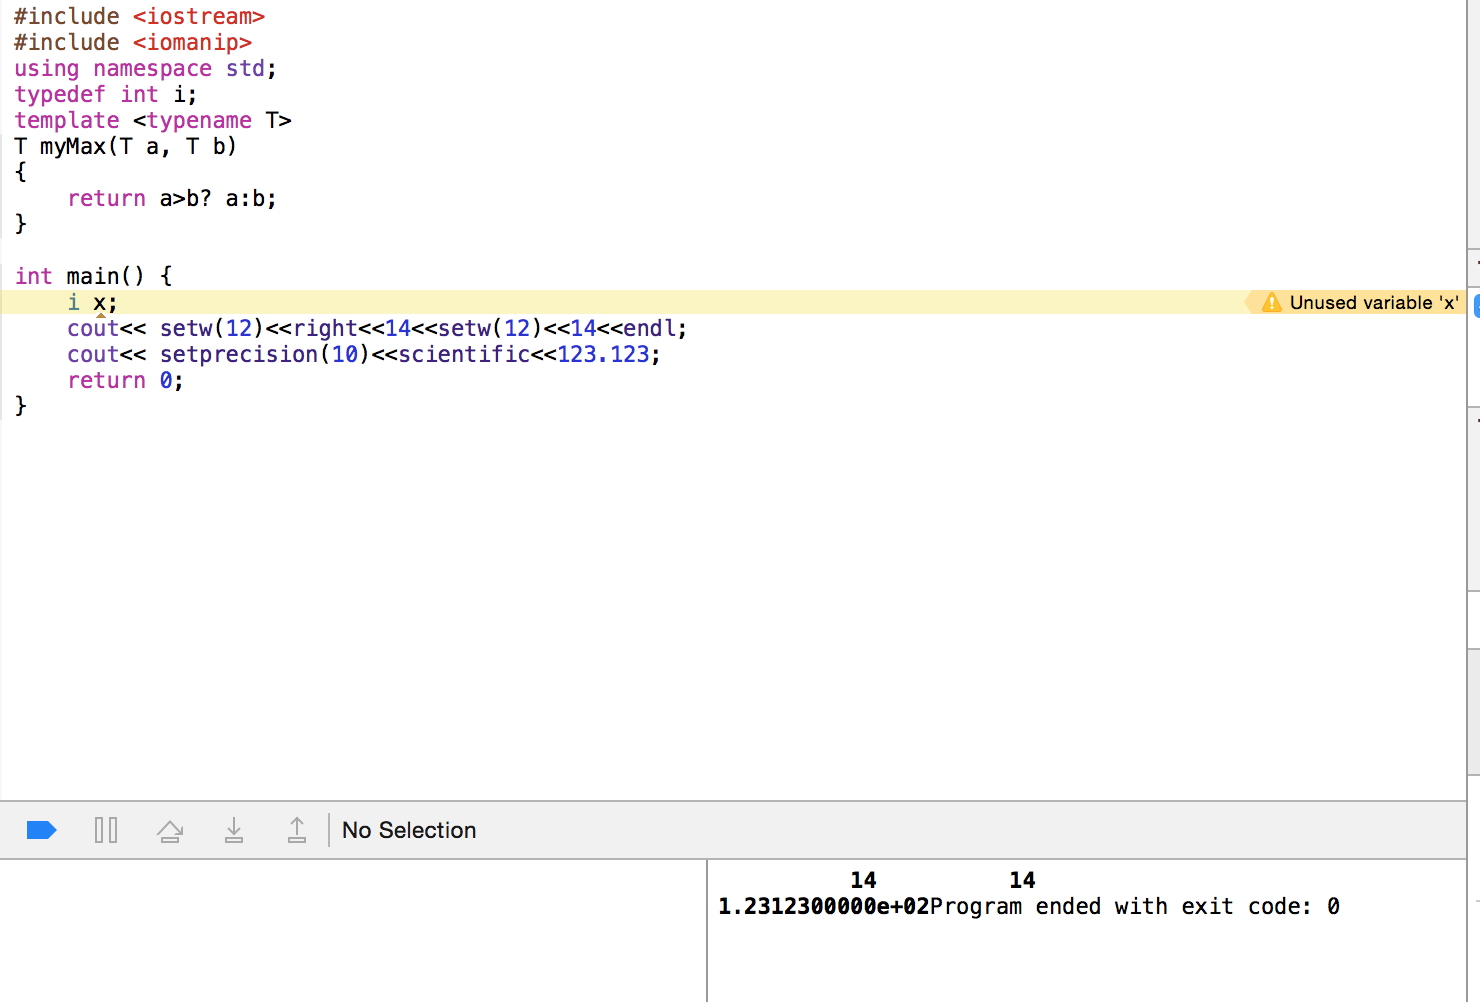 #include <iostream>
#include <iomanip>
using namespace std;
typedef int i;
template <typename T>
T myMax(T a, T b)
{
    return a>b? a:b;
}

int main() {
    i x;
Unused variable 'x'
    cout<< setw(12)<<right<<14<<setw(12)<<14<<endl;
    cout<< setprecision(10)<<scientific<<123.123;
    return 0;
}
No Selection
          14          14
1.2312300000e+02Program ended with exit code: 0